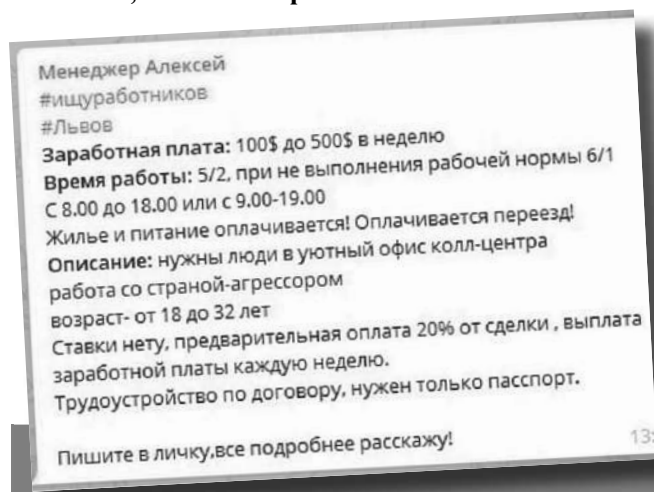 Менеджер Алексей
#ищуработников
#Львов
Заработная плата: 100$ до 500$ в неделю
Время работы: 5/2, при не выполнения рабочей нормы 6/1
С 8.00 до 18.00 или с 9.00-19.00
Жилье и питание оплачивается! Оплачивается переезд!
Описание: нужны люди в уютный офис колл-центра
работа со страной-агрессором
возраст- от 18 до 32 лет
Ставки нету, предварительная оплата 20% от сделки , выплата
заработной платы каждую неделю.
Трудоустройство по договору, нужен только пасспорт.
Пишите в личку,все подробнее расскажу!
13: